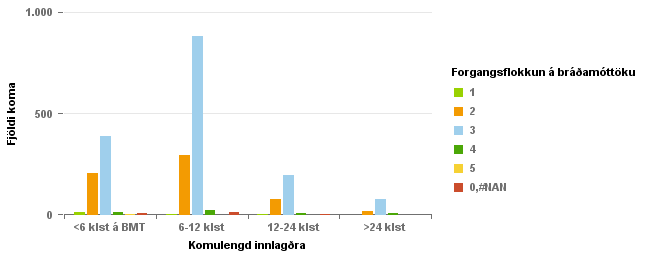 1.000
500
0
Fjöldi koma
<6 klst á BMT
6-12 klst
12-24 klst
>24 klst
Komulengd innlagðra
Forgangsflokkun á bráðamóttöku
1
2
3
4
5
0,#NAN